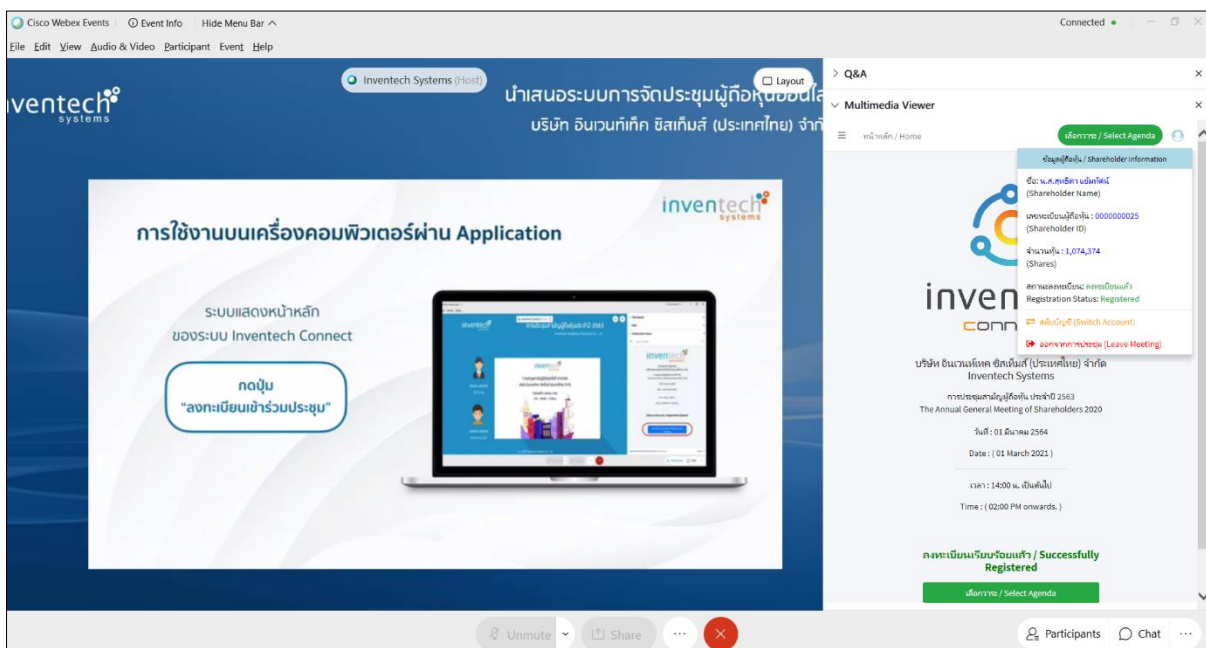 Cisco Webex Events
Event Info
Hide Menu Bar
Connected
File Edit View Audio & Video Participant Event Help
Inventech Systems (Host)
Layout
ventech
systems
นำเสนอระบบการจัดประชุมผู้ถือหุ้นออนไล
บริษัท อินเวนท์เท็ค ซิสเท็มส์ (ประเทศไทย) จำกั
inventech
systems
การใช้งานบนเครื่องคอมพิวเตอร์ผ่าน Application
ระบบแสดงหน้าหลัก
ของระบบ Inventech Connect
กดปุ่ม
“ลงทะเบียนเข้าร่วมประชุม”
Q&A
Multimedia Viewer
หน้าหลัก / Home
เลือกวาระ / Select Agenda
ข้อมูลผู้ถือหุ้น / Shareholder Information
ชื่อ: น.ส.สุทธิดา แย้มทัศน์
(Shareholder Name)
เลขทะเบียนผู้ถือหุ้น : 0000000025
(Shareholder ID)
จำนวนหุ้น : 1,074,374
(Shares)
สถานะลงทะเบียน: ลงทะเบียนแล้ว
Registration Status: Registered
สลับบัญชี (Switch Account)
ออกจากการประชุม (Leave Meeting)
inven
conn
บริษัท อินเวนท์เทค ซิสเท็มส์ (ประเทศไทย) จำกัด
Inventech Systems
การประชุมสามัญผู้ถือหุ้น ประจำปี 2563
The Annual General Meeting of Shareholders 2020
วันที่ : 01 มีนาคม 2564
Date : ( 01 March 2021 )
เวลา : 14:00 น. เป็นต้นไป
Time : ( 02:00 PM onwards. )
ลงทะเบียนเรียบร้อยแล้ว / Successfully
Registered
เลือกวาระ / Select Agenda
Unmute
Share
Participants
Chat